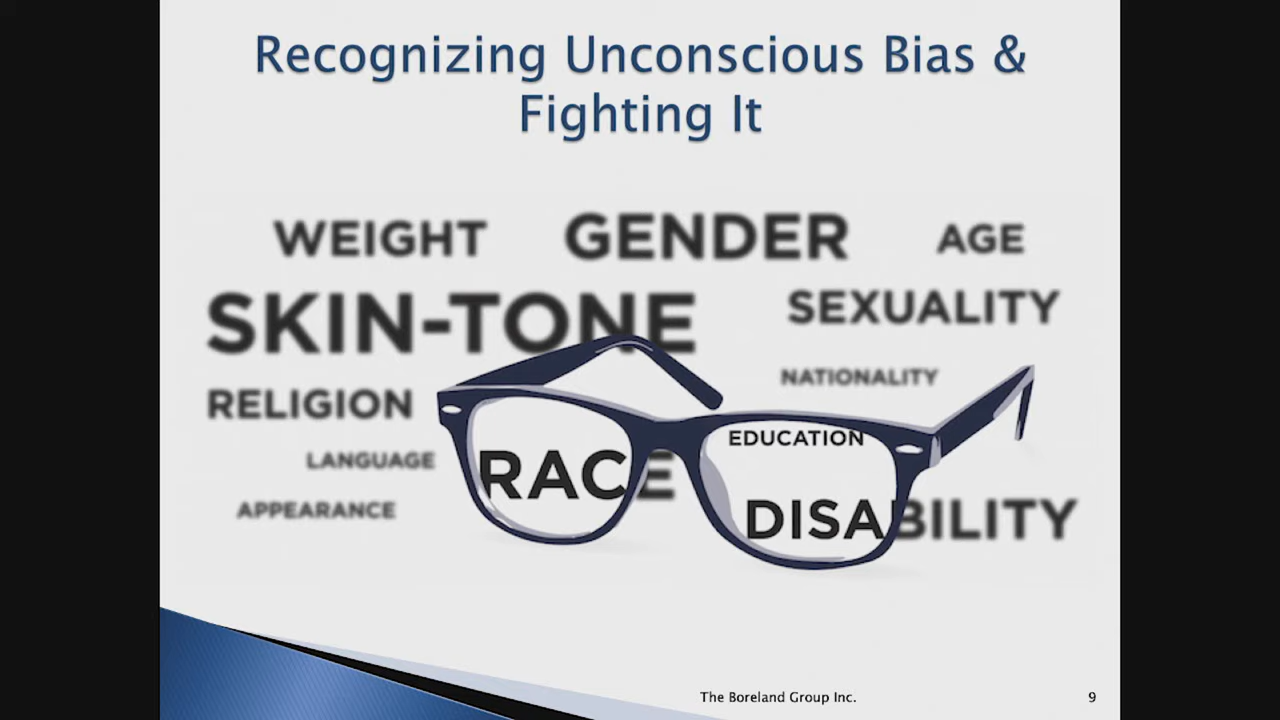 Recognizing Unconscious Bias &
Fighting It
WEIGHT GENDER AGE
SKIN-TONE SEXUALITY
NATIONALITY
RELIGION
EDUCATION
LANGUAGE
RACE
APPEARANCE
DISABILITY
The Boreland Group Inc. 9